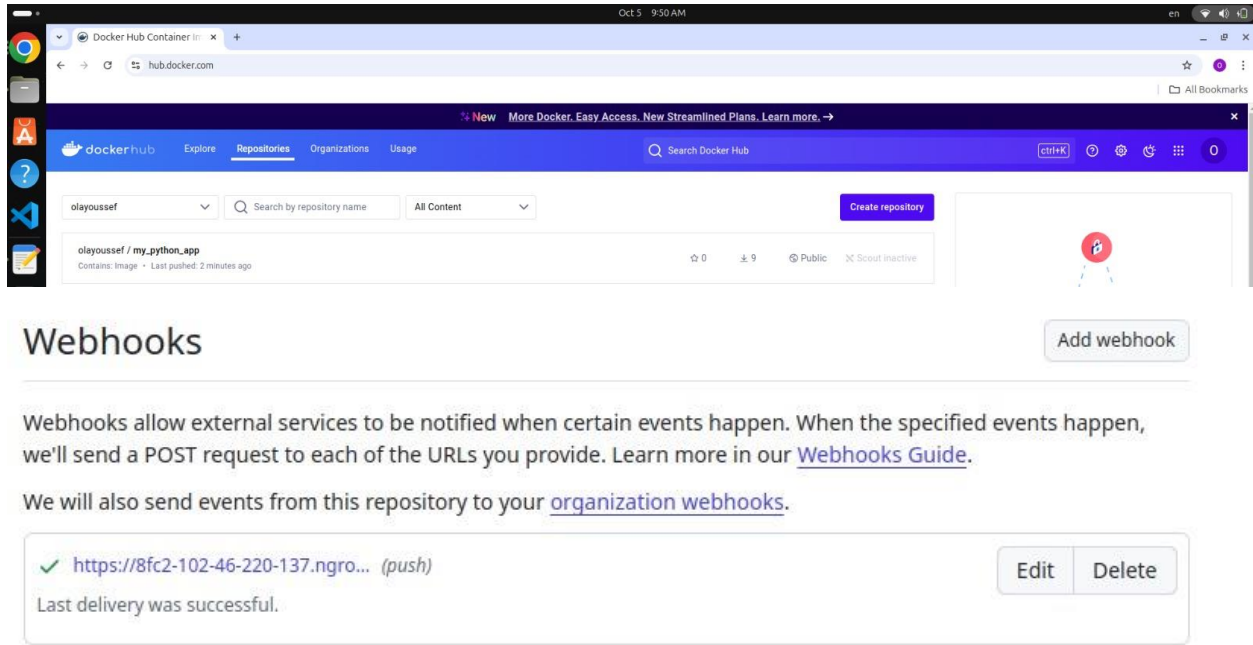 Oct 5 9:50 AM
en
Docker Hub Container Im
hub.docker.com
All Bookmarks
New More Docker. Easy Access. New Streamlined Plans. Learn more. →
dockerhub Explore Repositories Organizations Usage Search Docker Hub ctrl+K O
olayoussef Search by repository name All Content Create repository
olayoussef / my_python_app
Contains: Image • Last pushed: 2 minutes ago
0 9 Public Scout inactive
Webhooks
Add webhook
Webhooks allow external services to be notified when certain events happen. When the specified events happen,
we'll send a POST request to each of the URLs you provide. Learn more in our Webhooks Guide.
We will also send events from this repository to your organization webhooks.
https://8fc2-102-46-220-137.ngro... (push)
Edit Delete
Last delivery was successful.